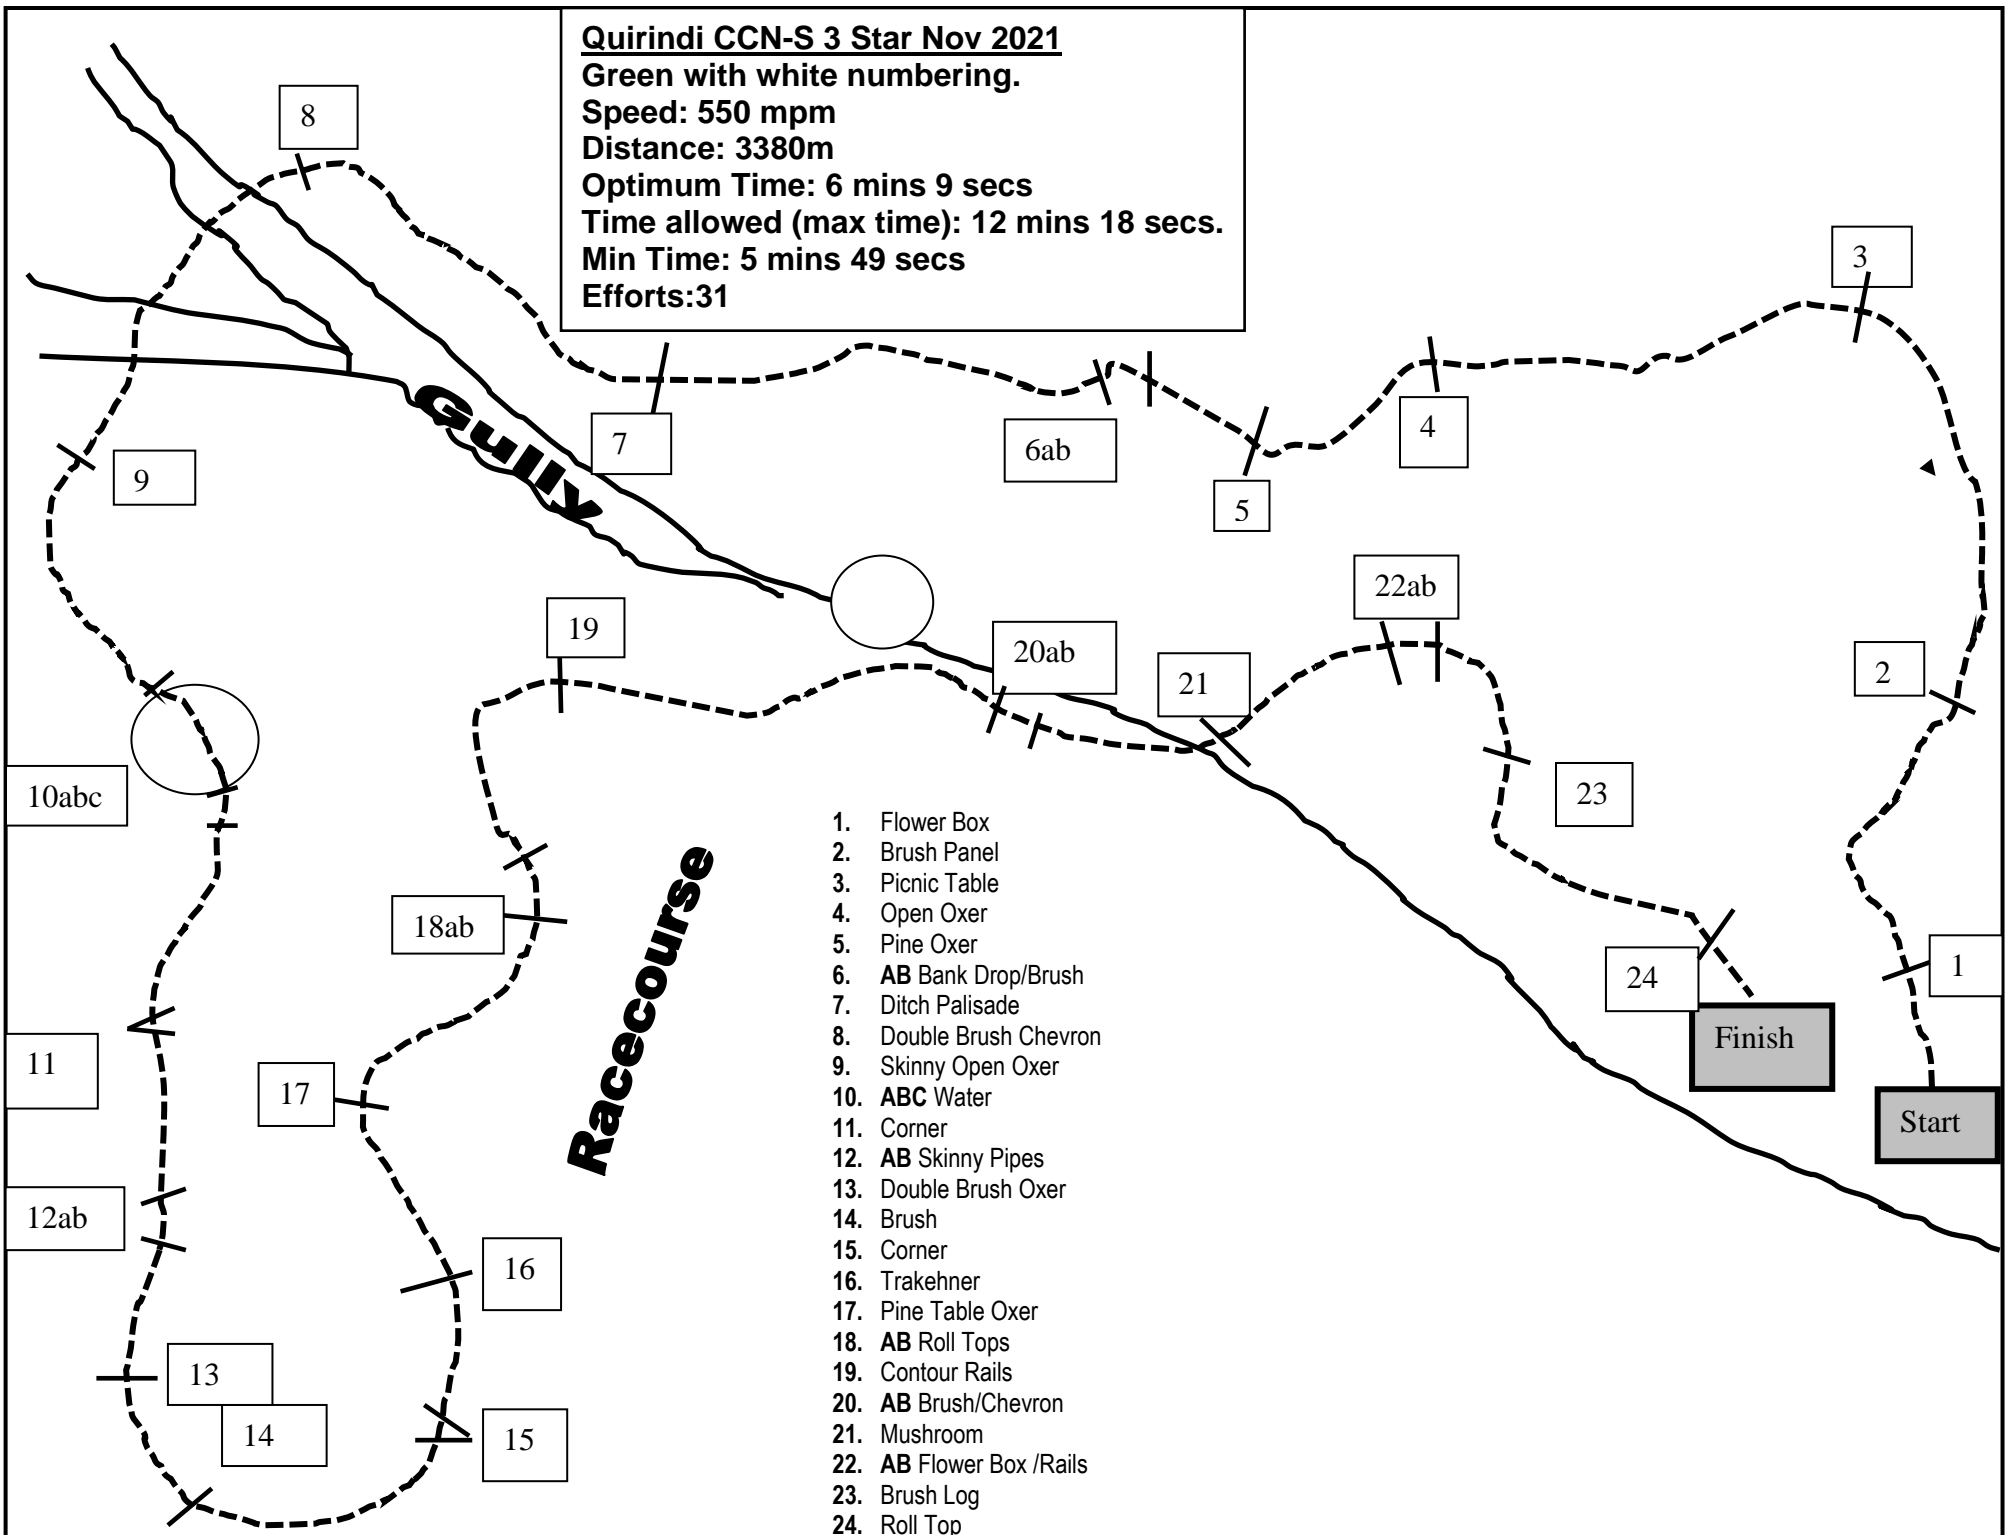 Quirindi CCN-S 3 Star Nov 2021
Green with white numbering.
Speed: 550 mpm
Distance: 3380m
Optimum Time: 6 mins 9 secs
Time allowed (max time): 12 mins 18 secs.
Min Time: 5 mins 49 secs
Efforts:31
8
3
7
6ab
4
5
9
Gully
22ab
19
20ab
21
2
10abc
23
18ab
Racecourse
24
1
11
17
Finish
Start
12ab
16
13
14
15
1. Flower Box
2. Brush Panel
3. Picnic Table
4. Open Oxer
5. Pine Oxer
6. AB Bank Drop/Brush
7. Ditch Palisade
8. Double Brush Chevron
9. Skinny Open Oxer
10. ABC Water
11. Corner
12. AB Skinny Pipes
13. Double Brush Oxer
14. Brush
15. Corner
16. Trakehner
17. Pine Table Oxer
18. AB Roll Tops
19. Contour Rails
20. AB Brush/Chevron
21. Mushroom
22. AB Flower Box /Rails
23. Brush Log
24. Roll Top